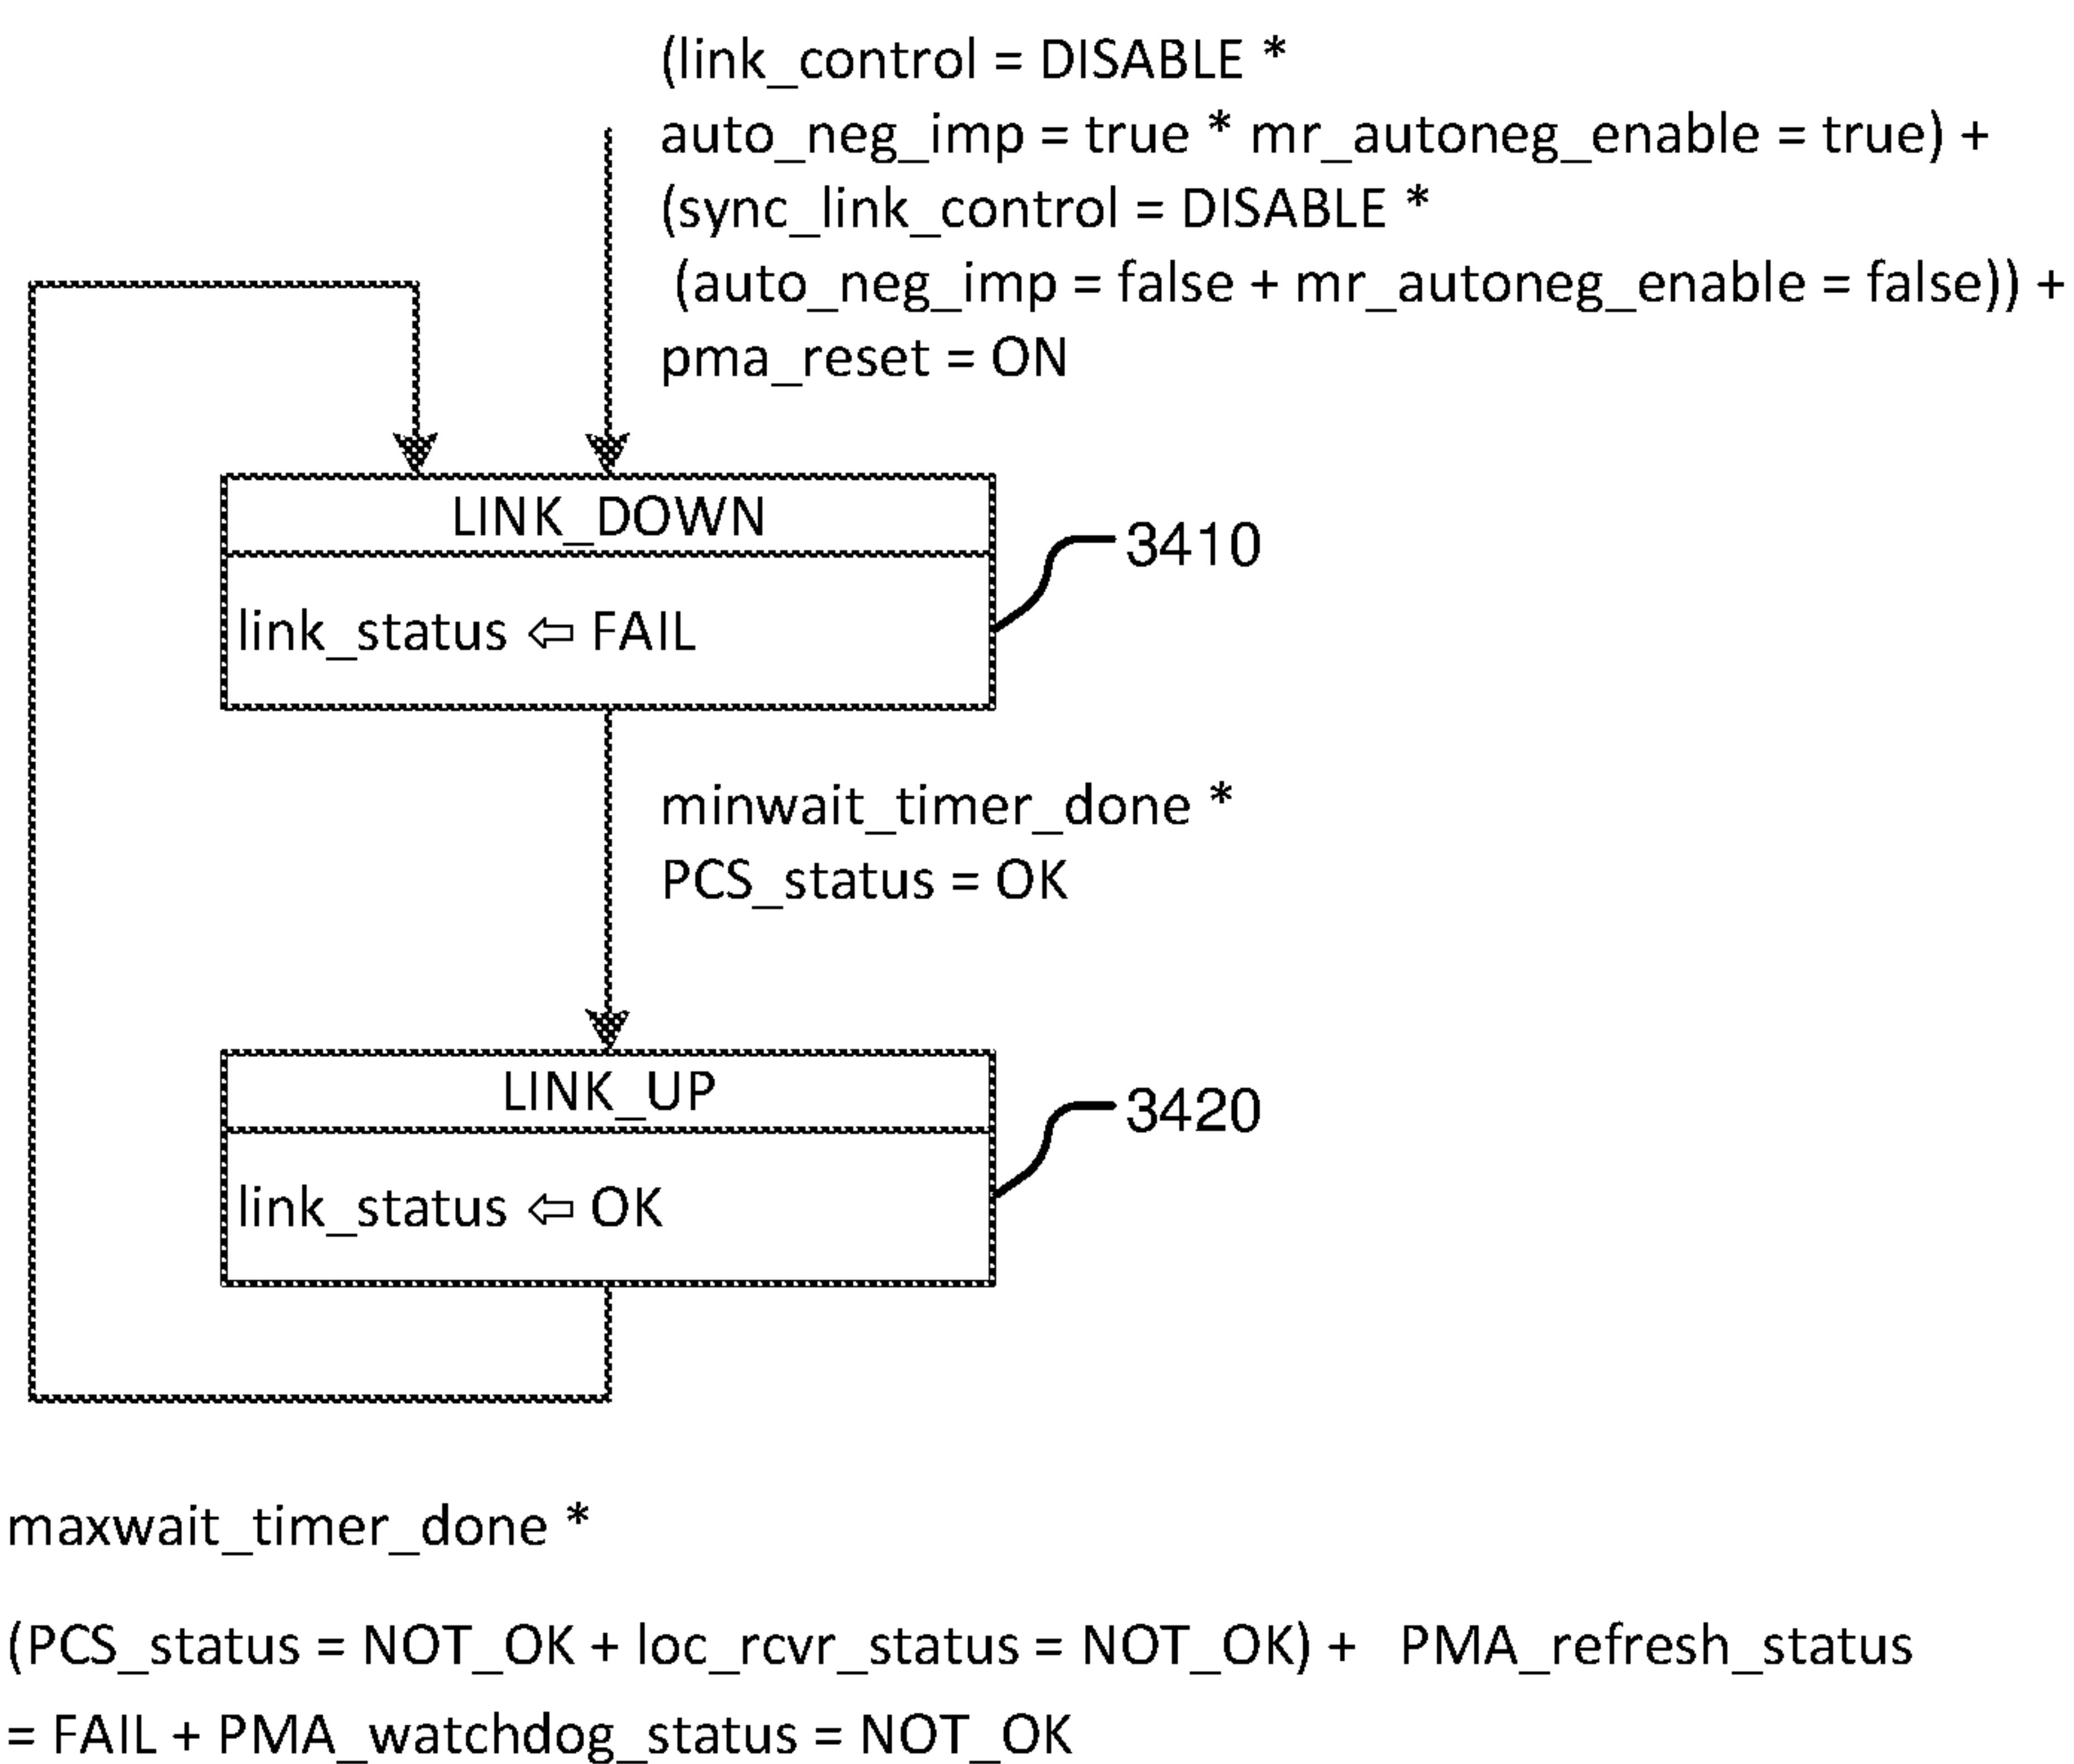 (link_control = DISABLE *
auto_neg_imp = true * mr_autoneg_enable = true) +
(sync_link_control = DISABLE *
(auto_neg_imp = false + mr_autoneg_enable = false)) +
pma_reset = ON
LINK_DOWN
3410
link_status ⇦ FAIL
minwait_timer_done *
PCS_status = OK
LINK_UP
3420
link_status ⇦ OK
maxwait_timer_done *
(PCS_status = NOT_OK + loc_rcvr_status = NOT_OK) + PMA_refresh_status
= FAIL + PMA_watchdog_status = NOT_OK